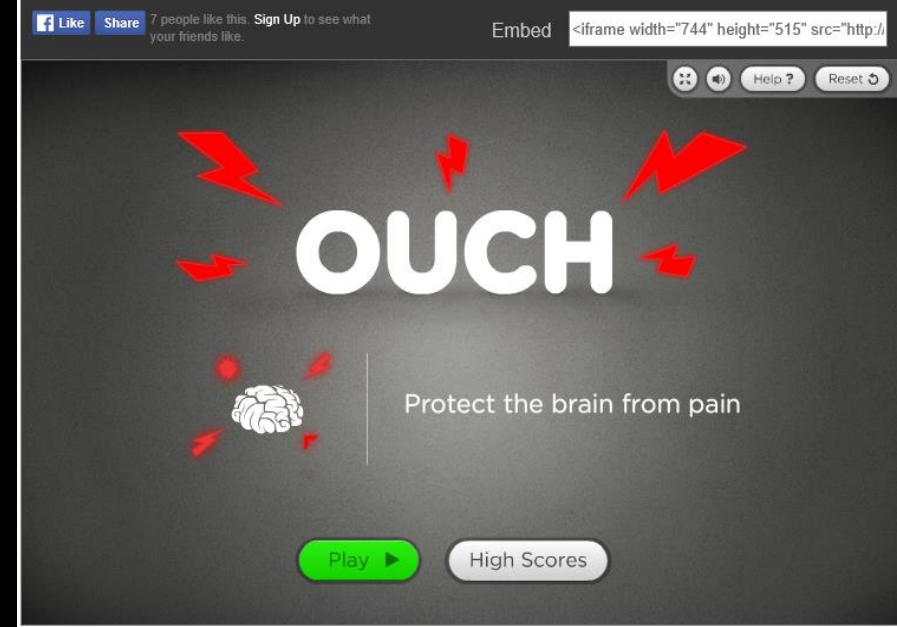 Like Share 7 people like this. Sign Up to see what
your friends like.
Embed <iframe width="744" height="515" src="http:/
Help ? Reset
OUCH
Protect the brain from pain
Play High Scores